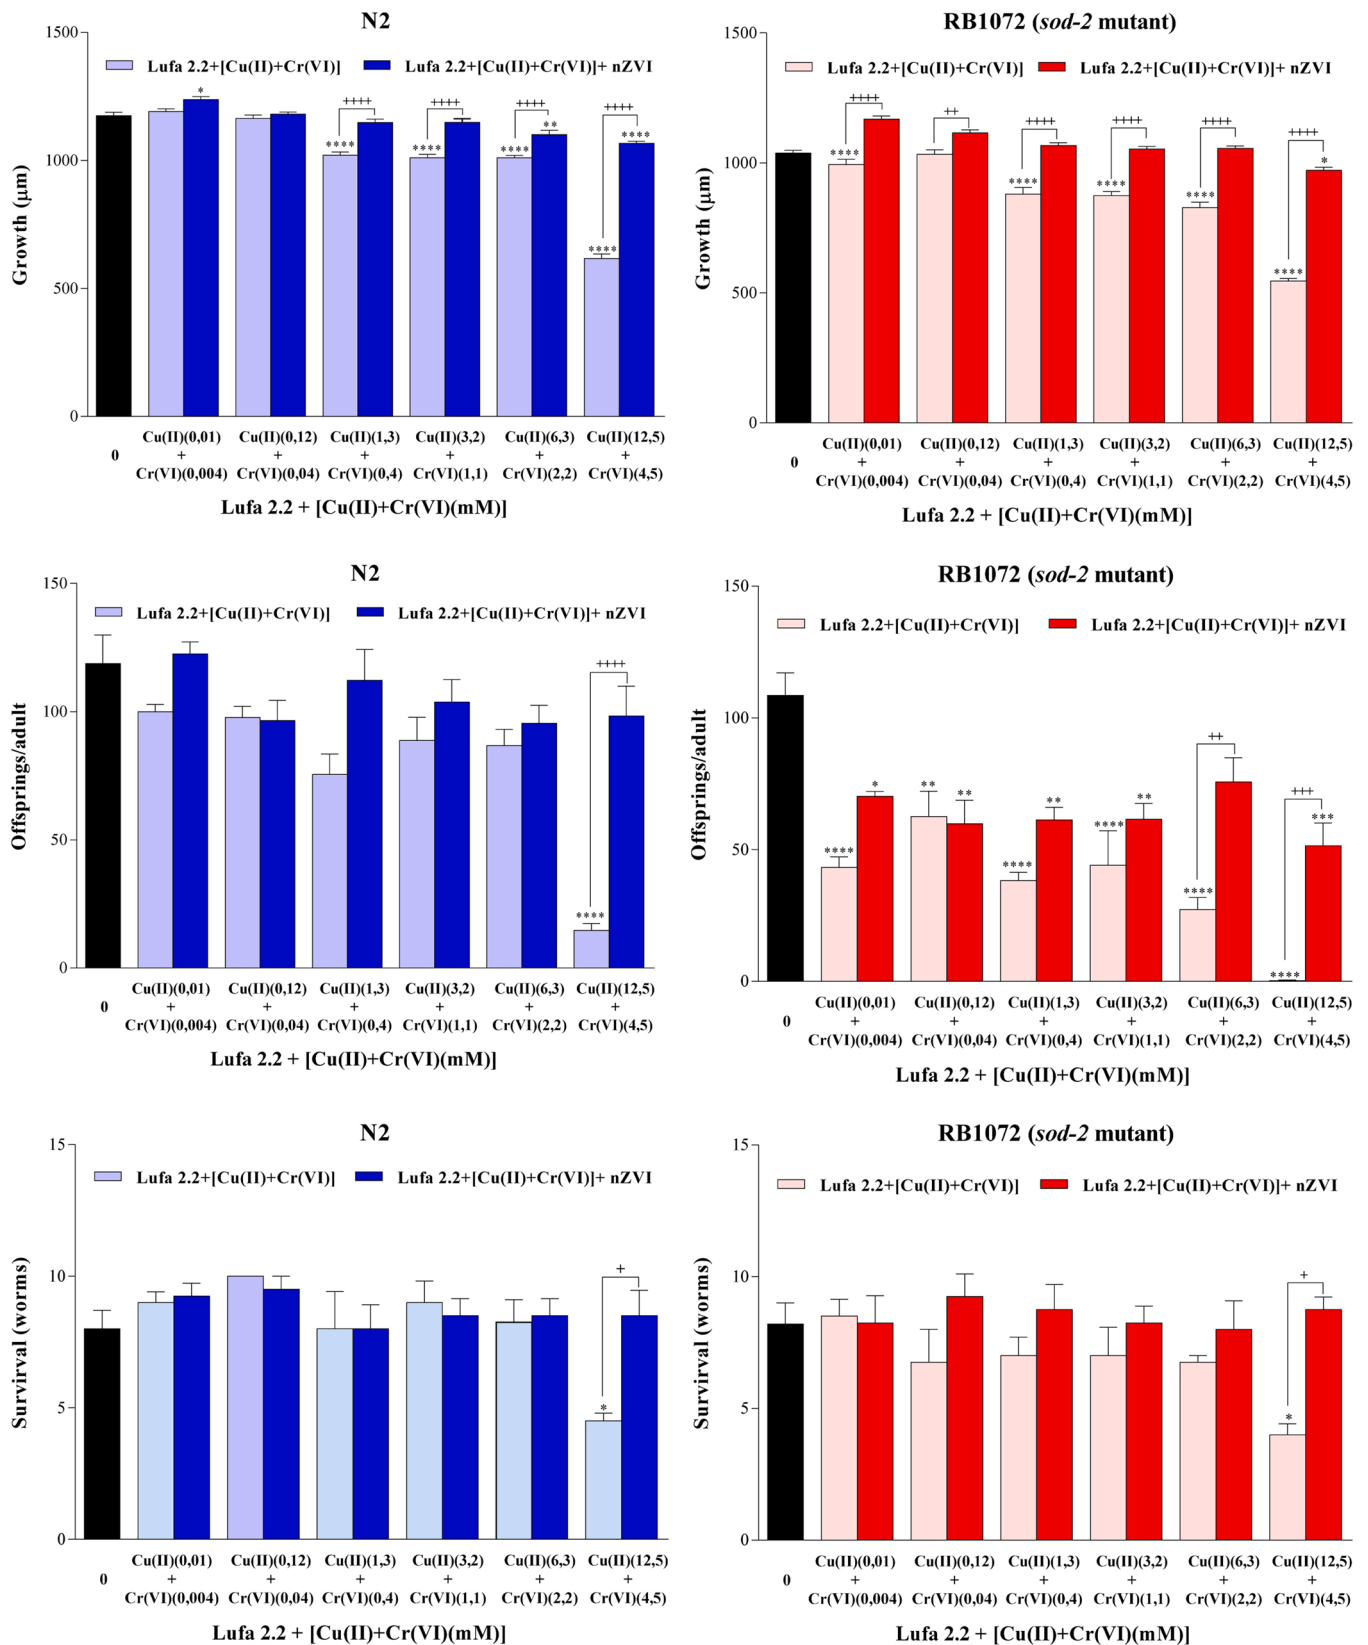 N2
1500
1000
500
0
Growth (μm)
Lufa 2.2+[Cu(II)+Cr(VI)]
Lufa 2.2+[Cu(II)+Cr(VI)]+ nZVI
*
****
++++
****
++++
****
++++
**
****
++++
****
0
Cu(II)(0,01) Cu(II)(0,12) Cu(II)(1,3) Cu(II)(3,2) Cu(II)(6,3) Cu(II)(12,5)
+ + + + + +
Cr(VI)(0,004) Cr(VI)(0,04) Cr(VI)(0,4) Cr(VI)(1,1) Cr(VI)(2,2) Cr(VI)(4,5)
Lufa 2.2 + [Cu(II)+Cr(VI)(mM)]
RB1072 (sod-2 mutant)
1500
1000
500
0
Growth (μm)
Lufa 2.2+[Cu(II)+Cr(VI)]
Lufa 2.2+[Cu(II)+Cr(VI)]+ nZVI
****
++++
++
****
++++
****
++++
****
++++
****
++++
*
0
Cu(II)(0,01) Cu(II)(0,12) Cu(II)(1,3) Cu(II)(3,2) Cu(II)(6,3) Cu(II)(12,5)
+ + + + + +
Cr(VI)(0,004) Cr(VI)(0,04) Cr(VI)(0,4) Cr(VI)(1,1) Cr(VI)(2,2) Cr(VI)(4,5)
Lufa 2.2 + [Cu(II)+Cr(VI)(mM)]
N2
150
100
50
0
Offsprings/adult
Lufa 2.2+[Cu(II)+Cr(VI)]
Lufa 2.2+[Cu(II)+Cr(VI)]+ nZVI
++++
****
0
Cu(II)(0,01) Cu(II)(0,12) Cu(II)(1,3) Cu(II)(3,2) Cu(II)(6,3) Cu(II)(12,5)
+ + + + + +
Cr(VI)(0,004) Cr(VI)(0,04) Cr(VI)(0,4) Cr(VI)(1,1) Cr(VI)(2,2) Cr(VI)(4,5)
Lufa 2.2 + [Cu(II)+Cr(VI)(mM)]
RB1072 (sod-2 mutant)
150
100
50
0
Offsprings/adult
Lufa 2.2+[Cu(II)+Cr(VI)]
Lufa 2.2+[Cu(II)+Cr(VI)]+ nZVI
****
*
**
**
****
**
****
**
****
++
****
+++
***
0
Cu(II)(0,01) Cu(II)(0,12) Cu(II)(1,3) Cu(II)(3,2) Cu(II)(6,3) Cu(II)(12,5)
+ + + + + +
Cr(VI)(0,004) Cr(VI)(0,04) Cr(VI)(0,4) Cr(VI)(1,1) Cr(VI)(2,2) Cr(VI)(4,5)
Lufa 2.2 + [Cu(II)+Cr(VI)(mM)]
N2
15
10
5
0
Survirval (worms)
Lufa 2.2+[Cu(II)+Cr(VI)]
Lufa 2.2+[Cu(II)+Cr(VI)]+ nZVI
+
*
0
Cu(II)(0,01) Cu(II)(0,12) Cu(II)(1,3) Cu(II)(3,2) Cu(II)(6,3) Cu(II)(12,5)
+ + + + + +
Cr(VI)(0,004) Cr(VI)(0,04) Cr(VI)(0,4) Cr(VI)(1,1) Cr(VI)(2,2) Cr(VI)(4,5)
Lufa 2.2 + [Cu(II)+Cr(VI)(mM)]
RB1072 (sod-2 mutant)
15
10
5
0
Survirval (worms)
Lufa 2.2+[Cu(II)+Cr(VI)]
Lufa 2.2+[Cu(II)+Cr(VI)]+ nZVI
+
*
0
Cu(II)(0,01) Cu(II)(0,12) Cu(II)(1,3) Cu(II)(3,2) Cu(II)(6,3) Cu(II)(12,5)
+ + + + + +
Cr(VI)(0,004) Cr(VI)(0,04) Cr(VI)(0,4) Cr(VI)(1,1) Cr(VI)(2,2) Cr(VI)(4,5)
Lufa 2.2 + [Cu(II)+Cr(VI)(mM)]